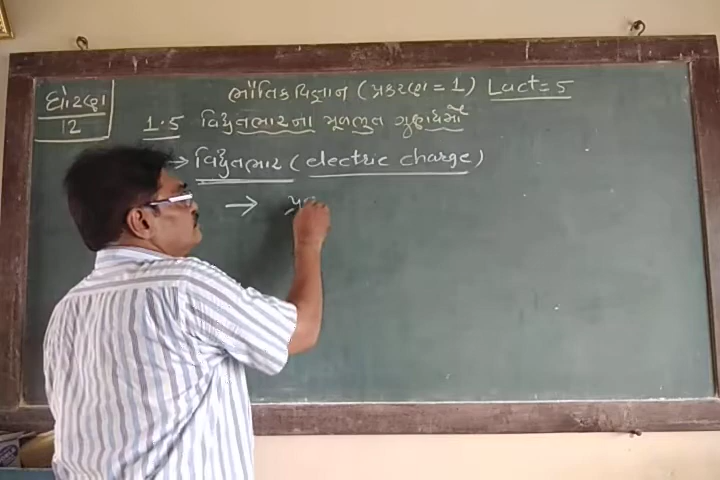 ધોરણ
12
ભૌતિકવિજ્ઞાન (પ્રકરણ = 1) Lact = 5
1.5 વિદ્યુતભારના મૂળભુત ગુણધર્મો
→ વિદ્યુતભાર (electric charge)
→